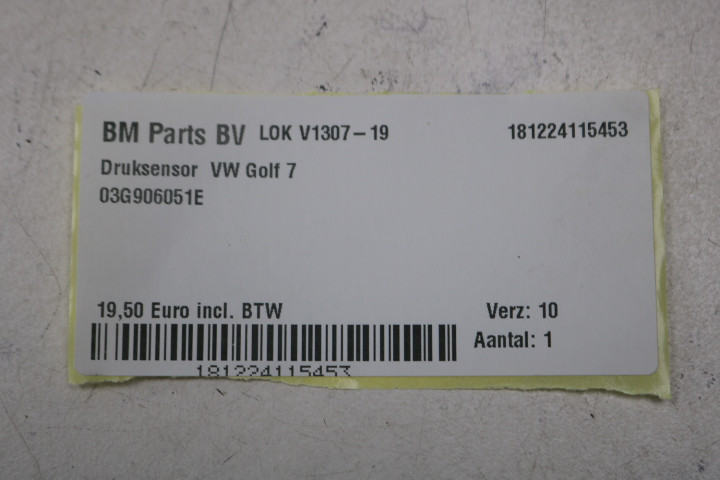 BM Parts BV LOK V1307-19 181224115453
Druksensor VW Golf 7
03G906051E
19,50 Euro incl. BTW Verz: 10
Aantal: 1
181224115453